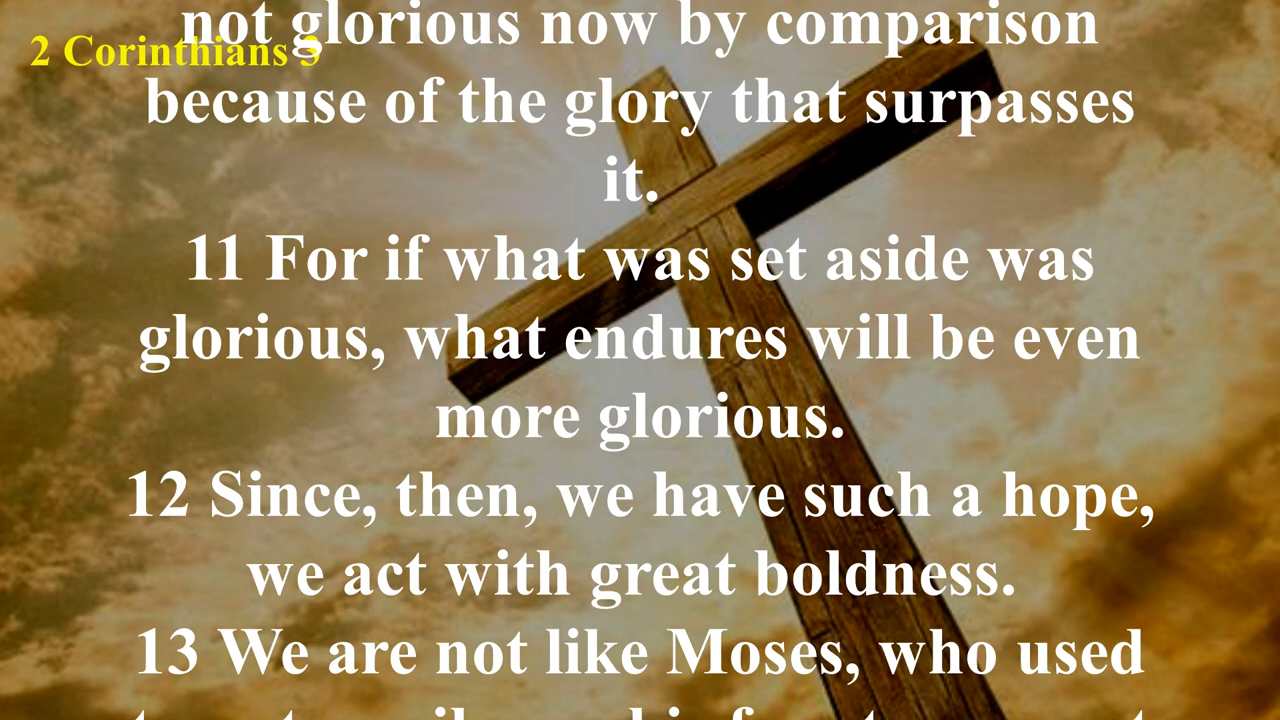 not glorious now by comparison
2 Corinthians 3
because of the glory that surpasses
it.
11 For if what was set aside was
glorious, what endures will be even
more glorious.
12 Since, then, we have such a hope,
we act with great boldness.
13 We are not like Moses, who used